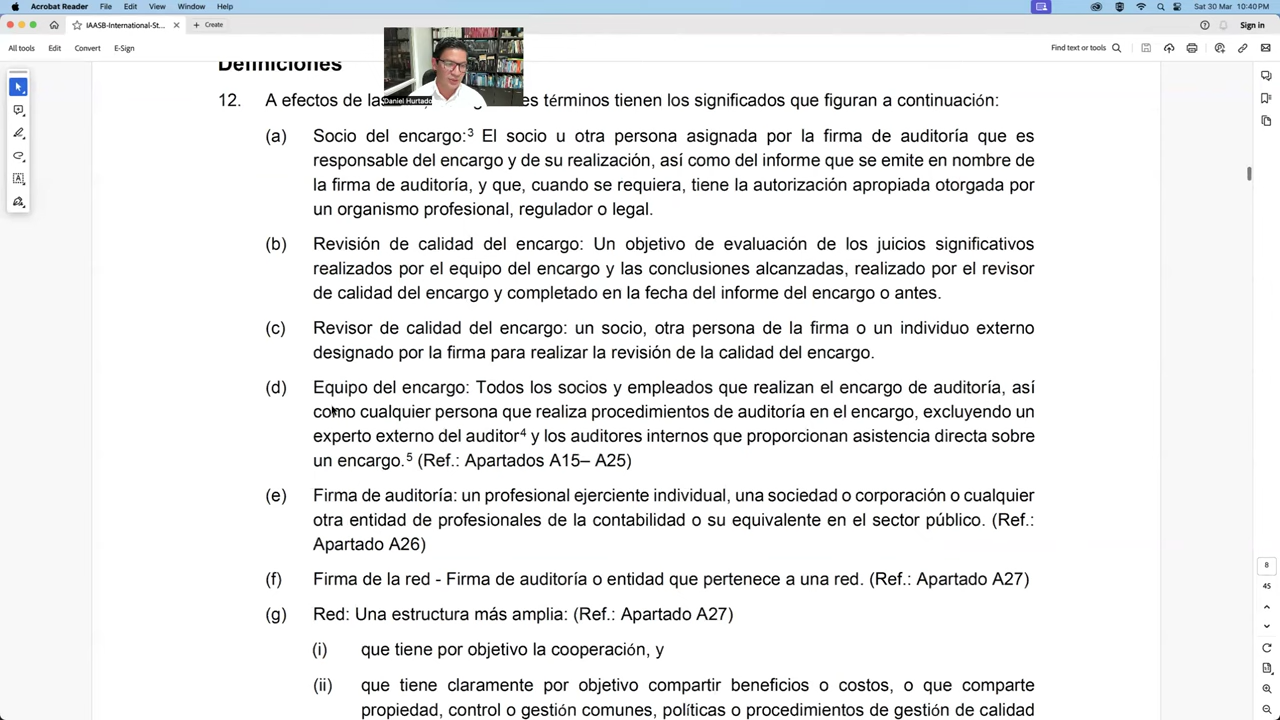 Acrobat Reader File Edit View Window Help Sat 30 Mar 10:40 PM
IAASB-International-St... Create Sign in
All tools Edit Convert E-Sign Find text or tools
Daniel Hurtado
Definiciones
12. A efectos de la es términos tienen los significados que figuran a continuación:
(a) Socio del encargo:³ El socio u otra persona asignada por la firma de auditoría que es
responsable del encargo y de su realización, así como del informe que se emite en nombre de
la firma de auditoría, y que, cuando se requiera, tiene la autorización apropiada otorgada por
un organismo profesional, regulador o legal.
(b) Revisión de calidad del encargo: Un objetivo de evaluación de los juicios significativos
realizados por el equipo del encargo y las conclusiones alcanzadas, realizado por el revisor
de calidad del encargo y completado en la fecha del informe del encargo o antes.
(c) Revisor de calidad del encargo: un socio, otra persona de la firma o un individuo externo
designado por la firma para realizar la revisión de la calidad del encargo.
(d) Equipo del encargo: Todos los socios y empleados que realizan el encargo de auditoría, así
como cualquier persona que realiza procedimientos de auditoría en el encargo, excluyendo un
experto externo del auditor⁴ y los auditores internos que proporcionan asistencia directa sobre
un encargo.⁵ (Ref.: Apartados A15– A25)
(e) Firma de auditoría: un profesional ejerciente individual, una sociedad o corporación o cualquier
otra entidad de profesionales de la contabilidad o su equivalente en el sector público. (Ref.:
Apartado A26)
(f) Firma de la red - Firma de auditoría o entidad que pertenece a una red. (Ref.: Apartado A27)
(g) Red: Una estructura más amplia: (Ref.: Apartado A27)
(i) que tiene por objetivo la cooperación, y
(ii) que tiene claramente por objetivo compartir beneficios o costos, o que comparte
propiedad, control o gestión comunes, políticas o procedimientos de gestión de calidad
8
45